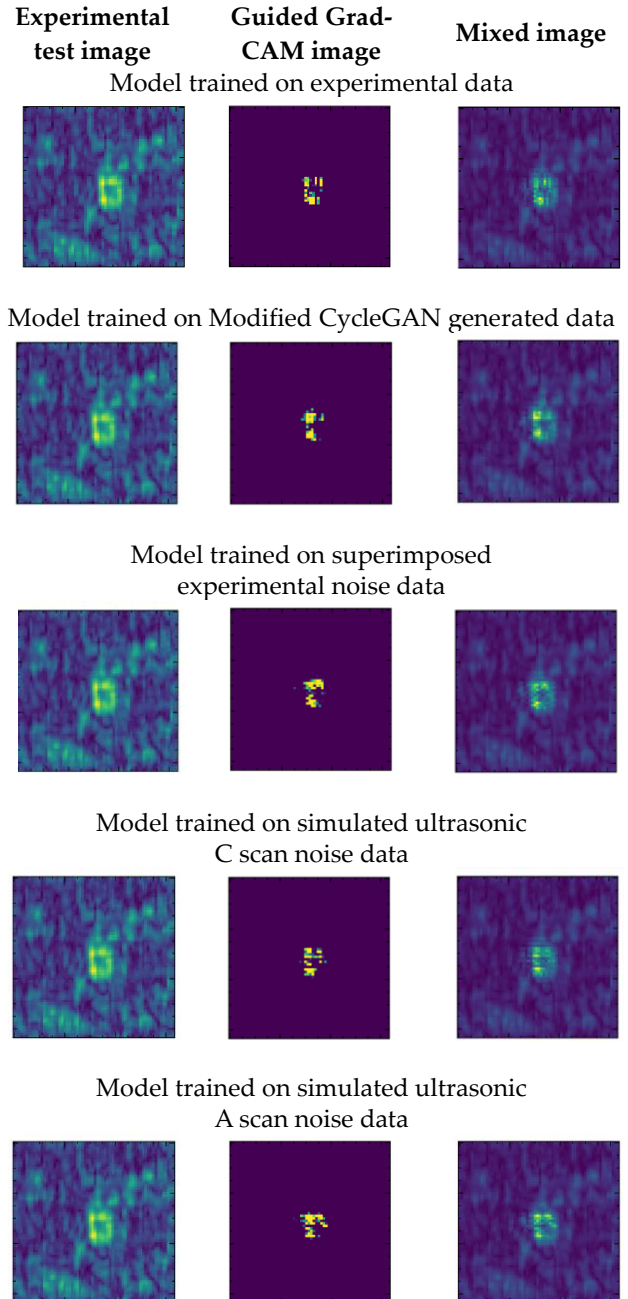 Experimental
test image
Guided Grad-
CAM image
Mixed image
Model trained on experimental data
Model trained on Modified CycleGAN generated data
Model trained on superimposed
experimental noise data
Model trained on simulated ultrasonic
C scan noise data
Model trained on simulated ultrasonic
A scan noise data